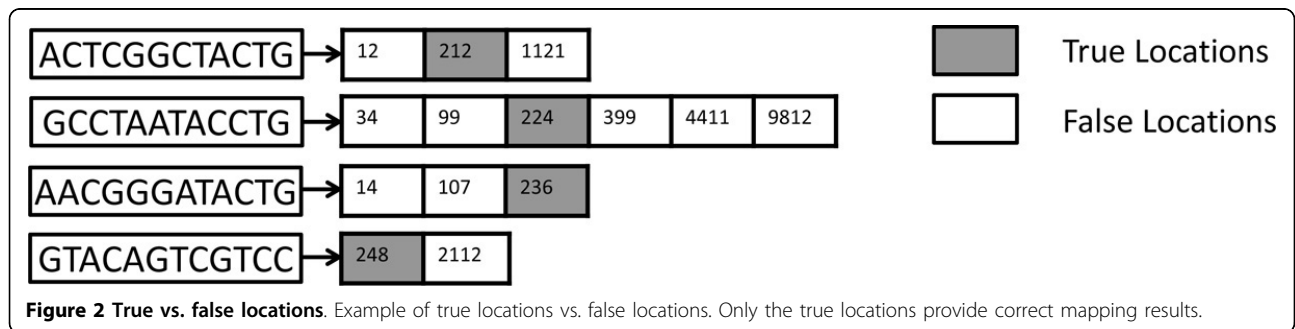 ACTCGGCTACTG 12 212 1121
GCCTAATACCTG 34 99 224 399 4411 9812
AACGGGATACTG 14 107 236
GTACAGTCGTCC 248 2112
True Locations
False Locations
Figure 2 True vs. false locations. Example of true locations vs. false locations. Only the true locations provide correct mapping results.